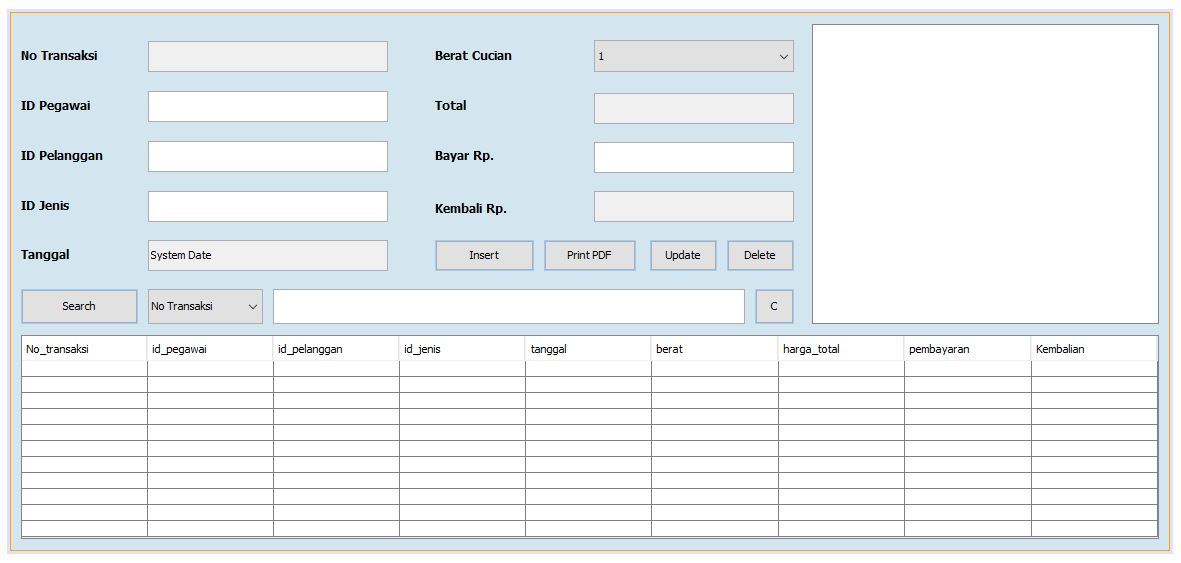 No Transaksi
Berat Cucian
1
ID Pegawai
Total
ID Pelanggan
Bayar Rp.
ID Jenis
Kembali Rp.
Tanggal
System Date
Insert
Print PDF
Update
Delete
Search
No Transaksi
C
No_transaksi id_pegawai id_pelanggan id_jenis tanggal berat harga_total pembayaran Kembalian